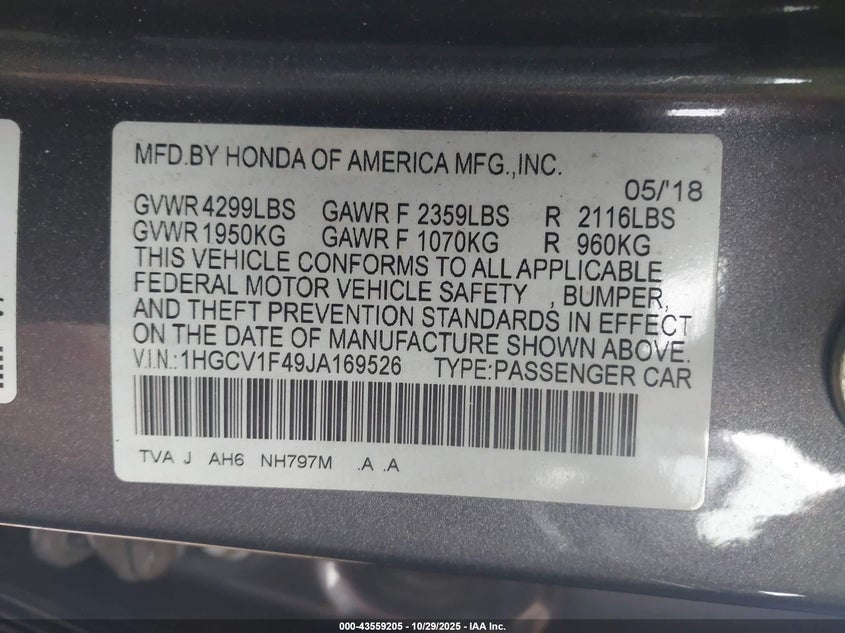 MFD.BY HONDA OF AMERICA MFG.,INC.
05/'18
GVWR 4299LBS GAWR F 2359LBS R 2116LBS
GVWR 1950KG GAWR F 1070KG R 960KG
THIS VEHICLE CONFORMS TO ALL APPLICABLE
FEDERAL MOTOR VEHICLE SAFETY , BUMPER,
AND THEFT PREVENTION STANDARDS IN EFFECT
ON THE DATE OF MANUFACTURE SHOWN ABOVE.
V.I.N.:1HGCV1F49JA169526 TYPE:PASSENGER CAR
TVA J AH6 NH797M .A .A
000-43559205 - 10/29/2025 - IAA Inc.